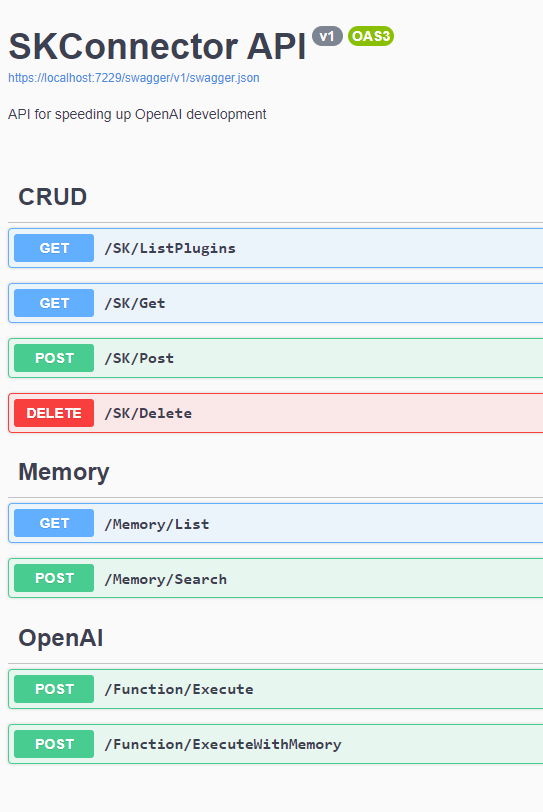 SKConnector API v1 OAS3
https://localhost:7229/swagger/v1/swagger.json
API for speeding up OpenAI development
CRUD
GET /SK/ListPlugins
GET /SK/Get
POST /SK/Post
DELETE /SK/Delete
Memory
GET /Memory/List
POST /Memory/Search
OpenAI
POST /Function/Execute
POST /Function/ExecuteWithMemory